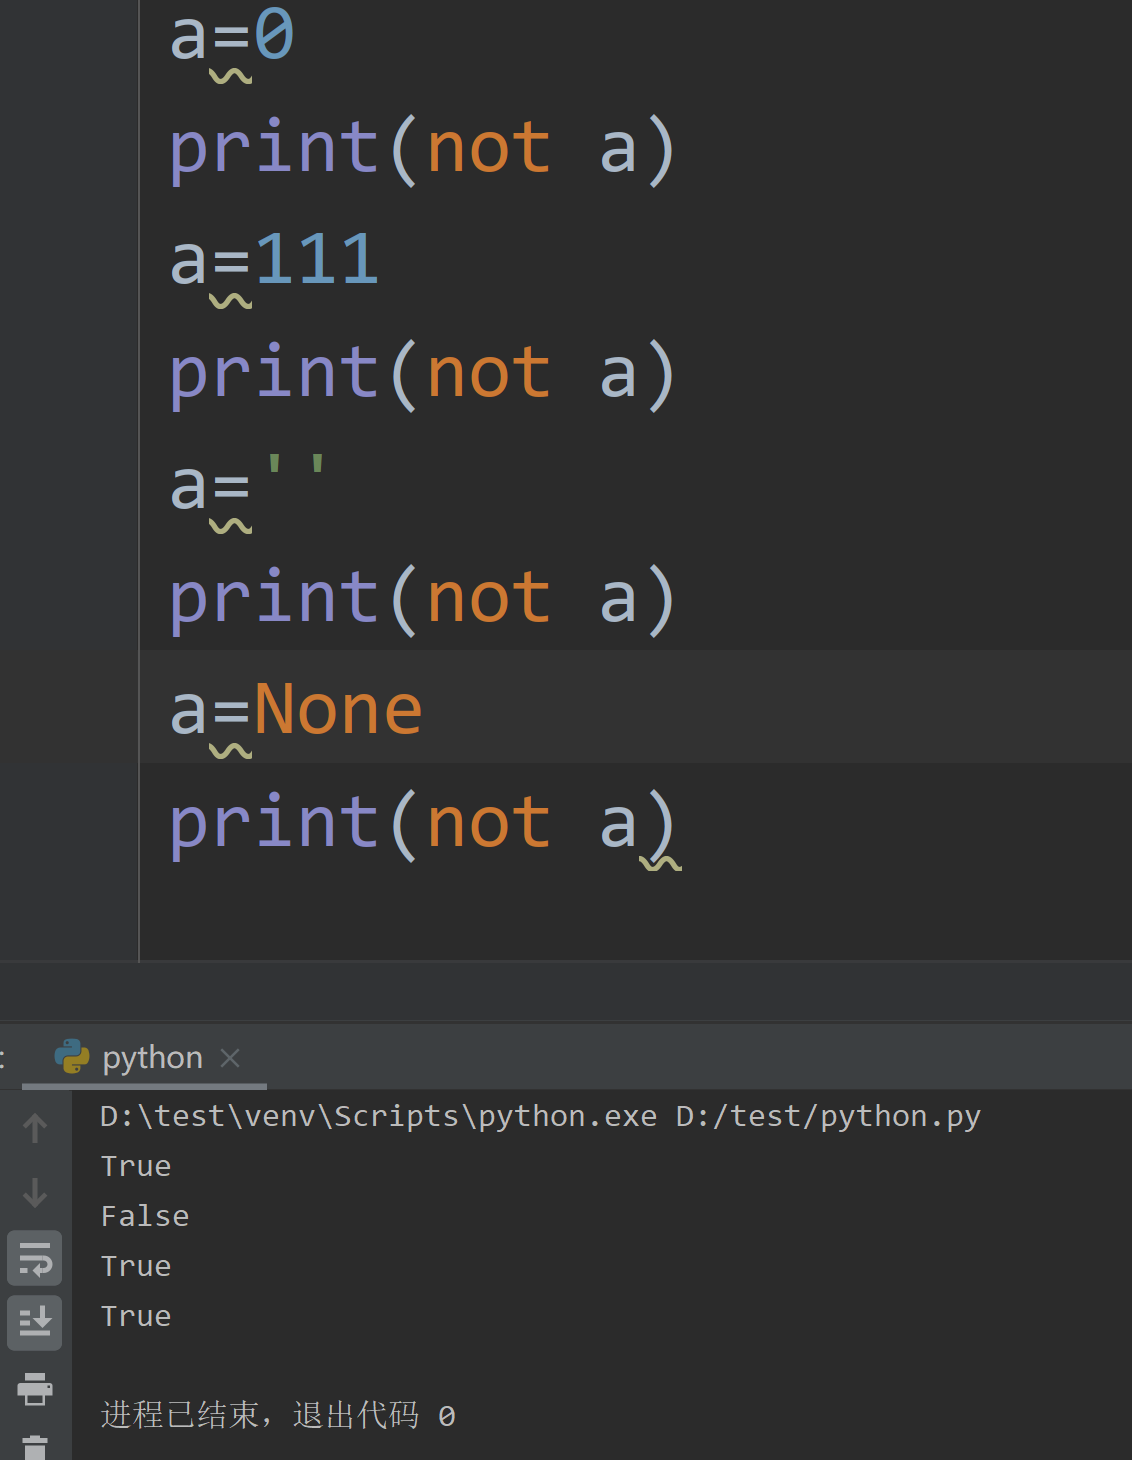 a=0
print(not a)
a=111
print(not a)
a=''
print(not a)
a=None
print(not a)
: python
D:\test\venv\Scripts\python.exe D:/test/python.py
True
False
True
True
进程已结束，退出代码 0